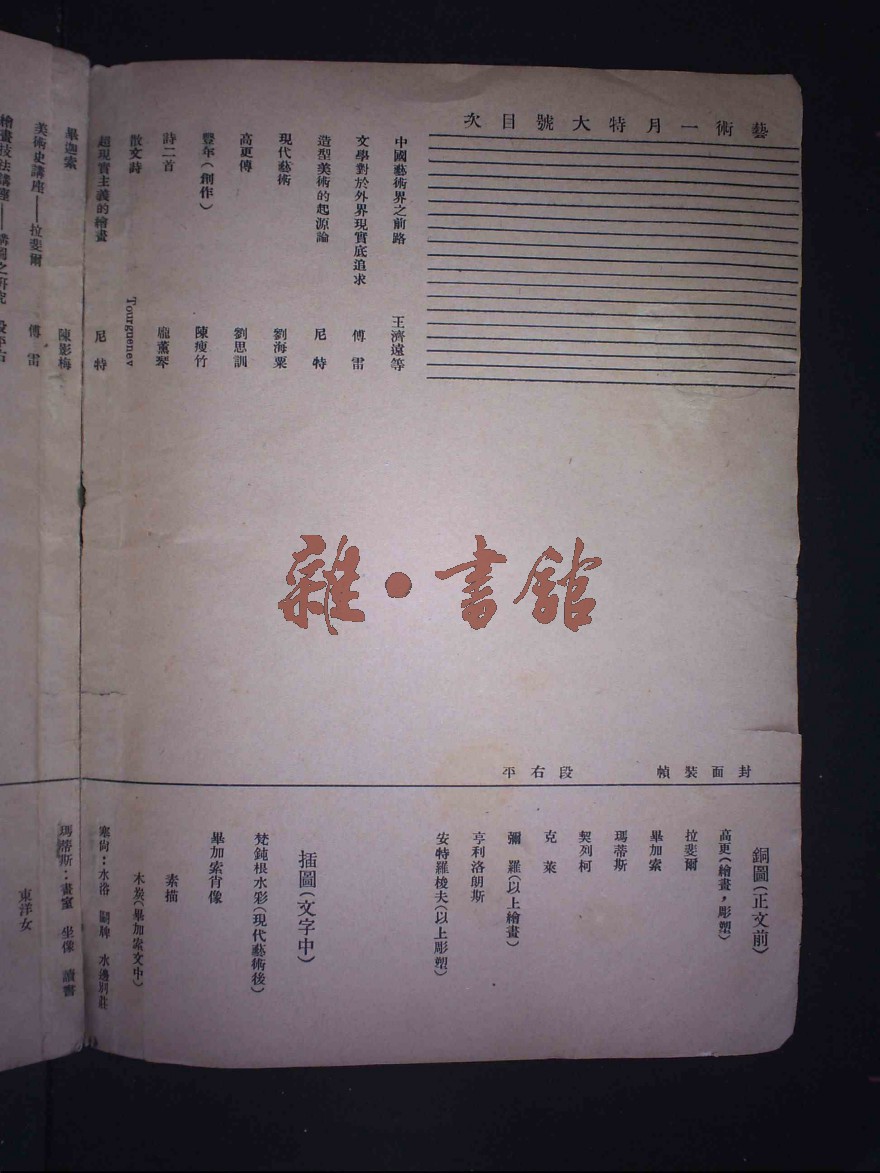 藝術一月特大號目次
中國藝術界之前路 王濟遠等
文學對於外界現實底追求 傅雷
造型美術的起源論 尼特
現代藝術 劉海粟
高更傳 劉思訓
豐年(創作) 陳瘦竹
詩二首 龐薰琴
散文詩 Tourguenev
超現實主義的繪畫 尼特
畢迦索 陳影梅
美術史講座——拉斐爾 傅雷
繪畫技法講座——
雜·書館
封面裝幀 段右平
銅圖(正文前)
高更(繪畫,彫塑)
拉斐爾
畢加索
瑪蒂斯
契列柯
克萊
彌羅(以上繪畫)
亨利洛朗斯
安特羅梭夫(以上彫塑)
插圖(文字中)
梵鈍根水彩(現代藝術後)
畢加索肖像
素描
木炭(畢加索文中)
塞尚:水浴 鬭牌 水邊別莊
瑪蒂斯:畫室 坐像 讀書
東洋女